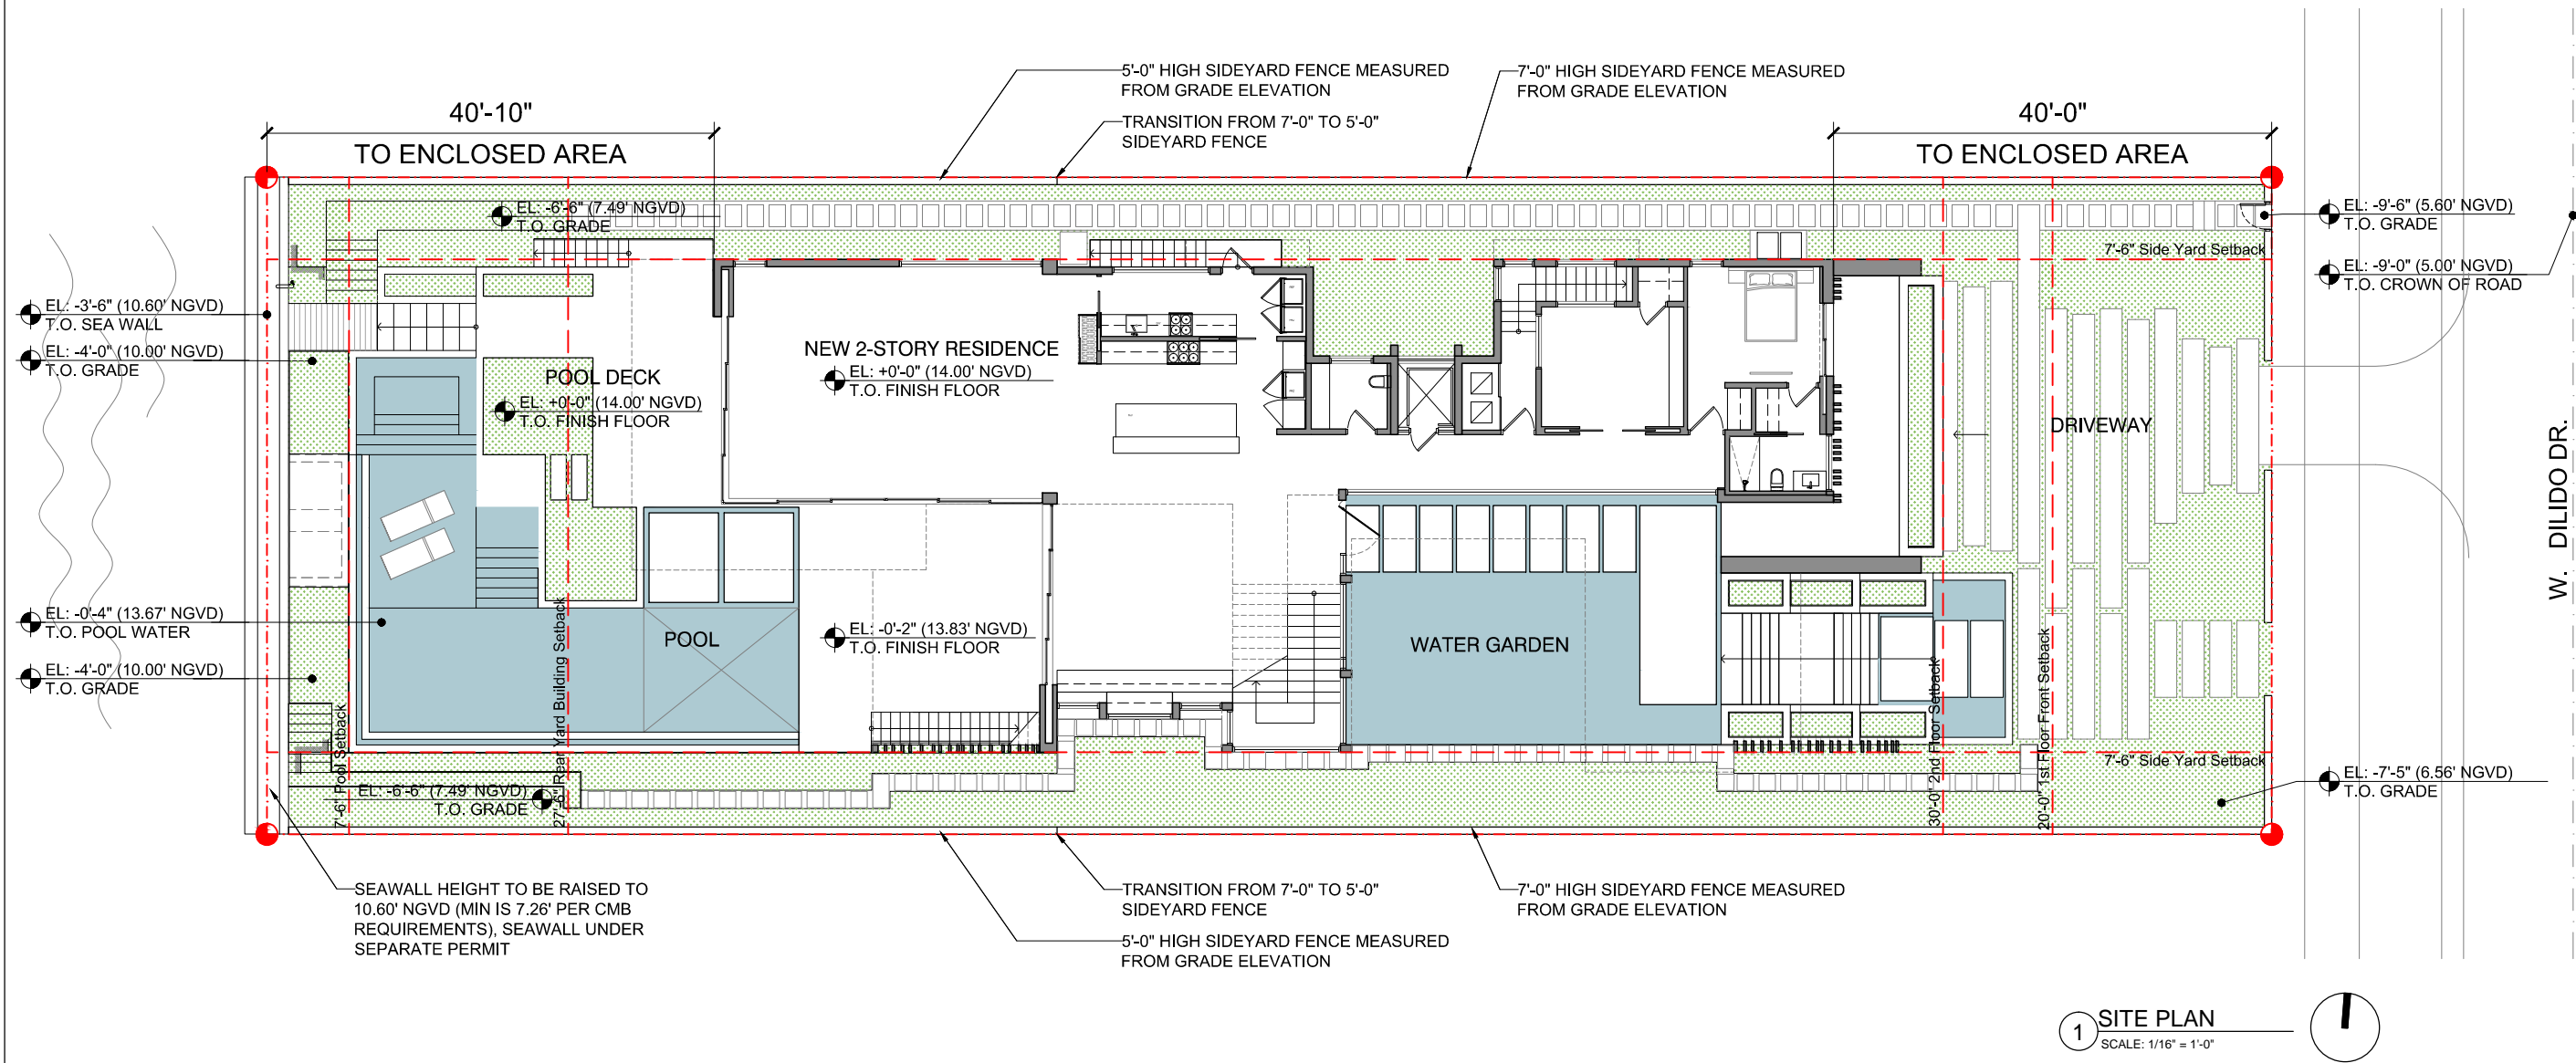 5'-0" HIGH SIDEYARD FENCE MEASURED
FROM GRADE ELEVATION
7'-0" HIGH SIDEYARD FENCE MEASURED
FROM GRADE ELEVATION
40'-10"
TO ENCLOSED AREA
TRANSITION FROM 7'-0" TO 5'-0"
SIDEYARD FENCE
40'-0"
TO ENCLOSED AREA
EL: -6'-6" (7.49' NGVD)
T.O. GRADE
EL: -9'-6" (5.60' NGVD)
T.O. GRADE
7'-6" Side Yard Setback
EL: -9'-0" (5.00' NGVD)
T.O. CROWN OF ROAD
EL: -3'-6" (10.60' NGVD)
T.O. SEA WALL
EL: -4'-0" (10.00' NGVD)
T.O. GRADE
NEW 2-STORY RESIDENCE
EL: +0'-0" (14.00' NGVD)
T.O. FINISH FLOOR
POOL DECK
EL: +0'-0" (14.00' NGVD)
T.O. FINISH FLOOR
DRIVEWAY
W. DILIDO DR.
EL: -0'-4" (13.67' NGVD)
T.O. POOL WATER
EL: -4'-0" (10.00' NGVD)
T.O. GRADE
POOL
EL: -0'-2" (13.83' NGVD)
T.O. FINISH FLOOR
WATER GARDEN
7'-6" Pool Setback
27'-6" Rear Yard Building Setback
30'-0" 2nd Floor Setback
20'-0" 1st Floor Front Setback
7'-6" Side Yard Setback
EL: -6'-6" (7.49' NGVD)
T.O. GRADE
EL: -7'-5" (6.56' NGVD)
T.O. GRADE
SEAWALL HEIGHT TO BE RAISED TO
10.60' NGVD (MIN IS 7.26' PER CMB
REQUIREMENTS), SEAWALL UNDER
SEPARATE PERMIT
TRANSITION FROM 7'-0" TO 5'-0"
SIDEYARD FENCE
7'-0" HIGH SIDEYARD FENCE MEASURED
FROM GRADE ELEVATION
5'-0" HIGH SIDEYARD FENCE MEASURED
FROM GRADE ELEVATION
1
SITE PLAN
SCALE: 1/16" = 1'-0"